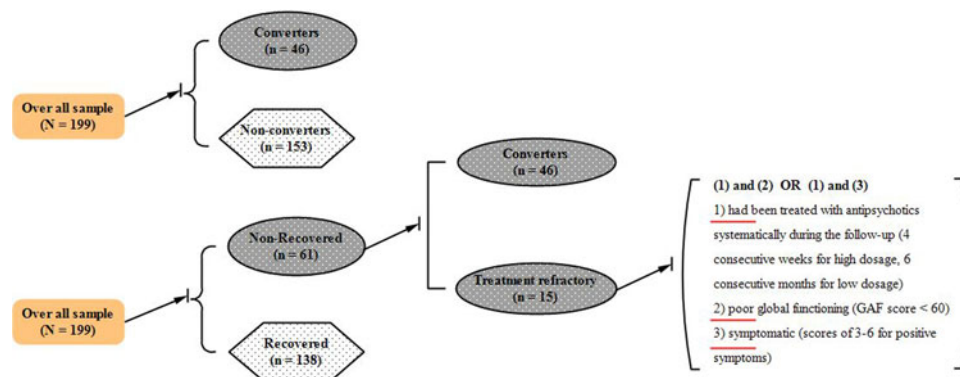 Converters
(n = 46)
Over all sample
(N = 199)
Non-converters
(n = 153)
Converters
(n = 46)
Non-Recovered
(n = 61)
Treatment refractory
(n = 15)
Over all sample
(N = 199)
Recovered
(n = 138)
(1) and (2) OR (1) and (3)
1) had been treated with antipsychotics
systematically during the follow-up (4
consecutive weeks for high dosage, 6
consecutive months for low dosage)
2) poor global functioning (GAF score < 60)
3) symptomatic (scores of 3-6 for positive
symptoms)